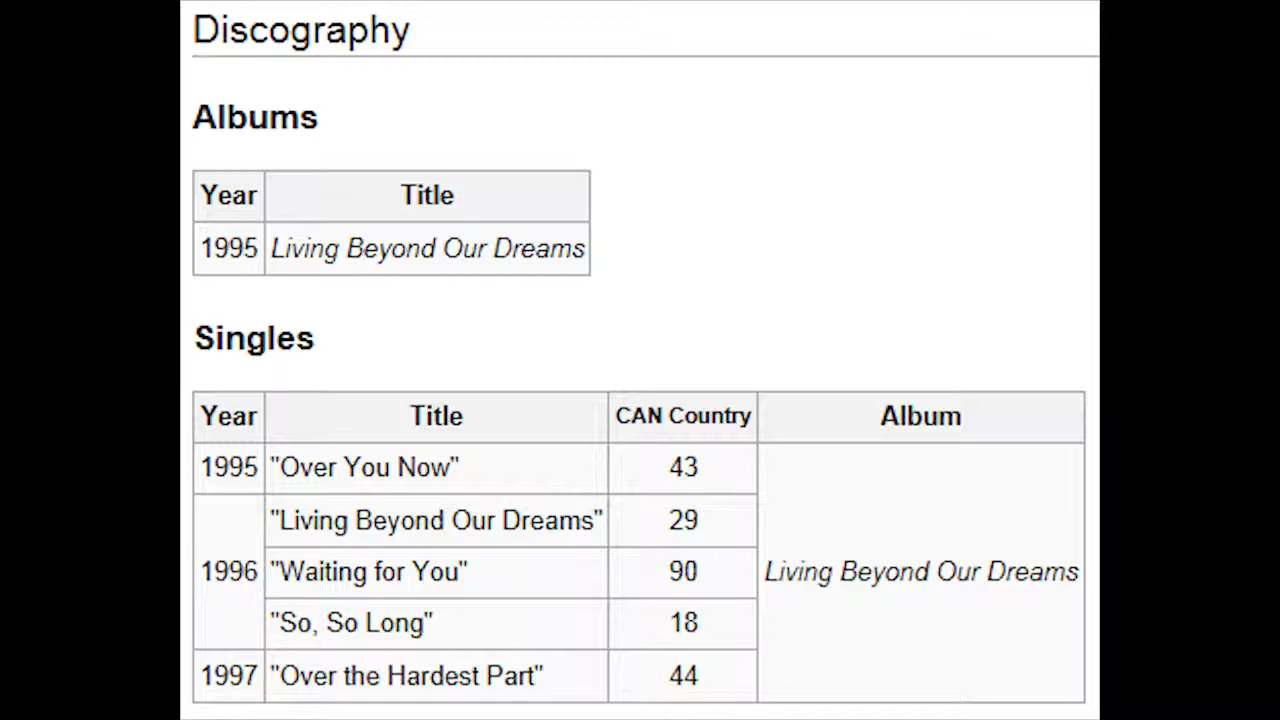 Discography
Albums
Year Title
1995 Living Beyond Our Dreams
Singles
Year Title CAN Country Album
1995 "Over You Now" 43
"Living Beyond Our Dreams" 29
1996 "Waiting for You" 90 Living Beyond Our Dreams
"So, So Long" 18
1997 "Over the Hardest Part" 44